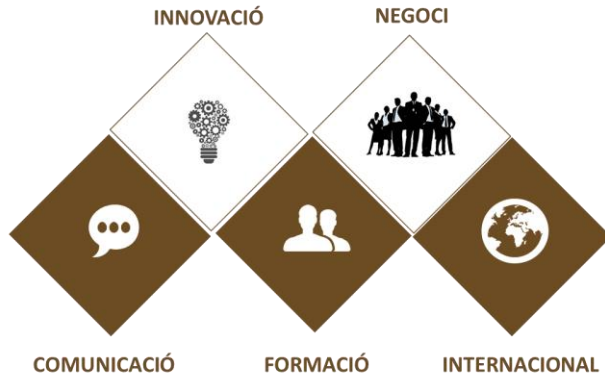 INNOVACIÓ
NEGOCI
COMUNICACIÓ
FORMACIÓ
INTERNACIONAL